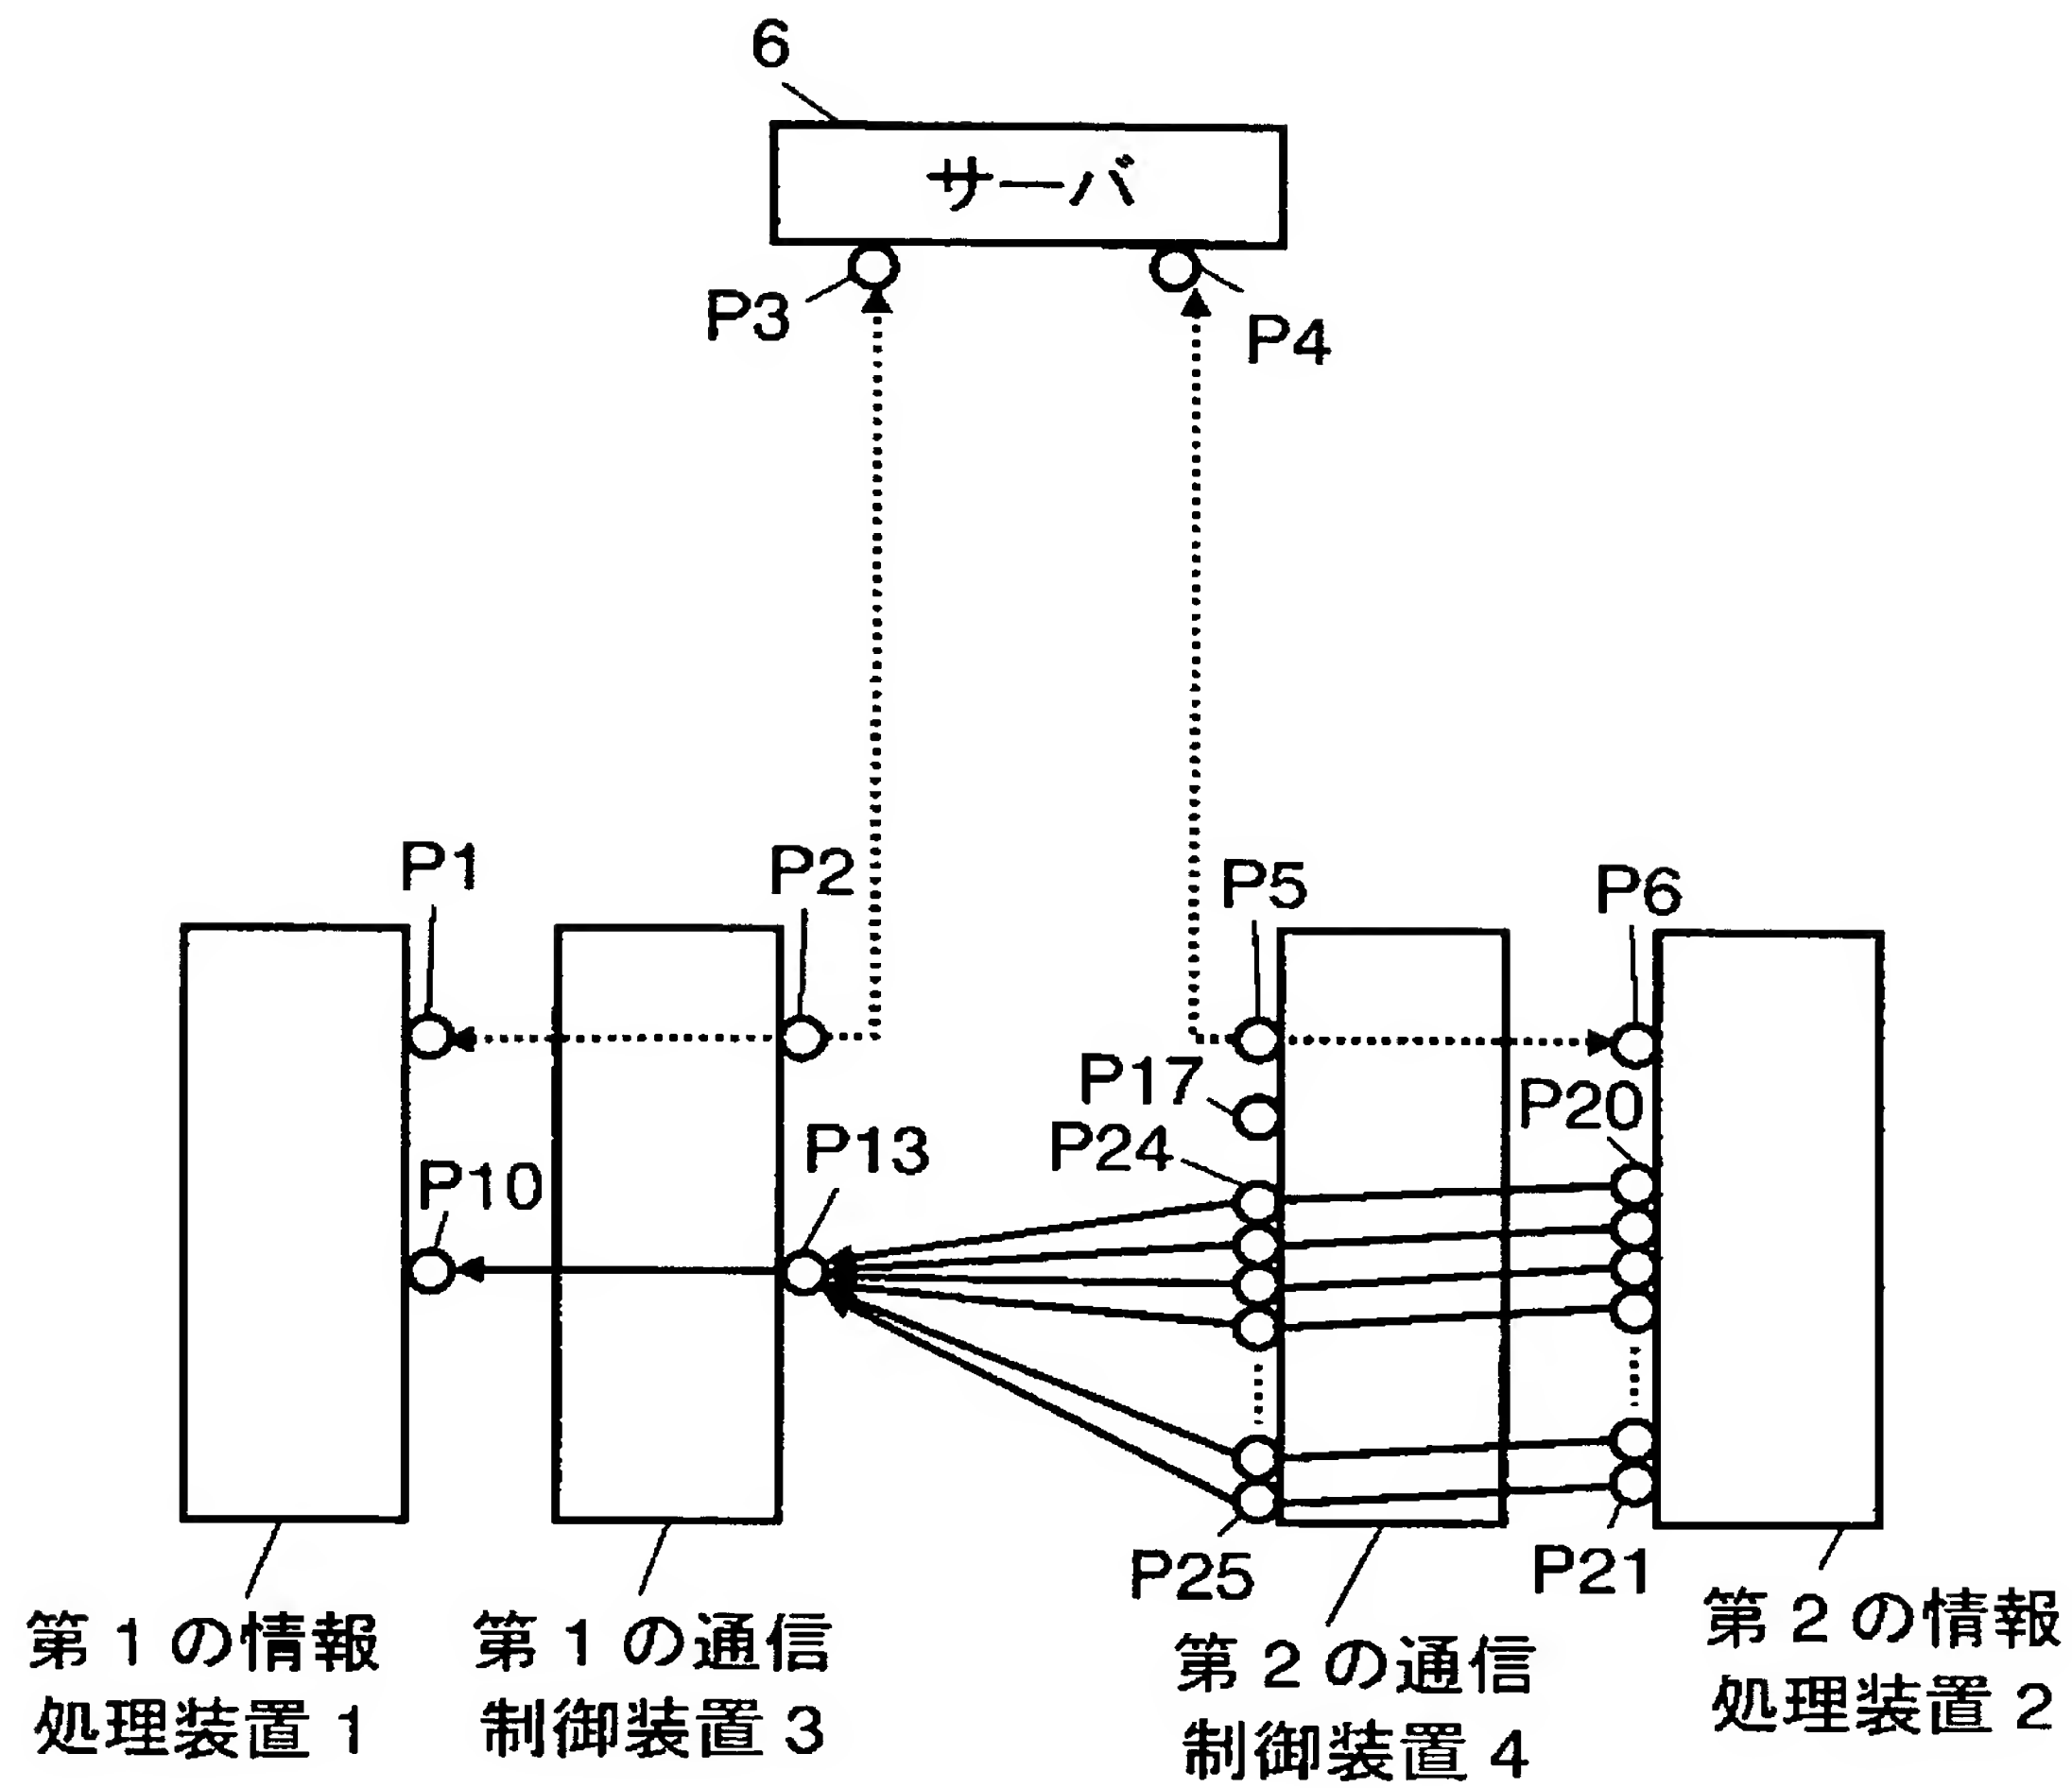 6
サーバ
P3
P4
P1
P2
P5
P6
P17
P20
P24
P13
P10
P25
P21
第1の情報
処理装置1
第1の通信
制御装置3
第2の通信
制御装置4
第2の情報
処理装置2